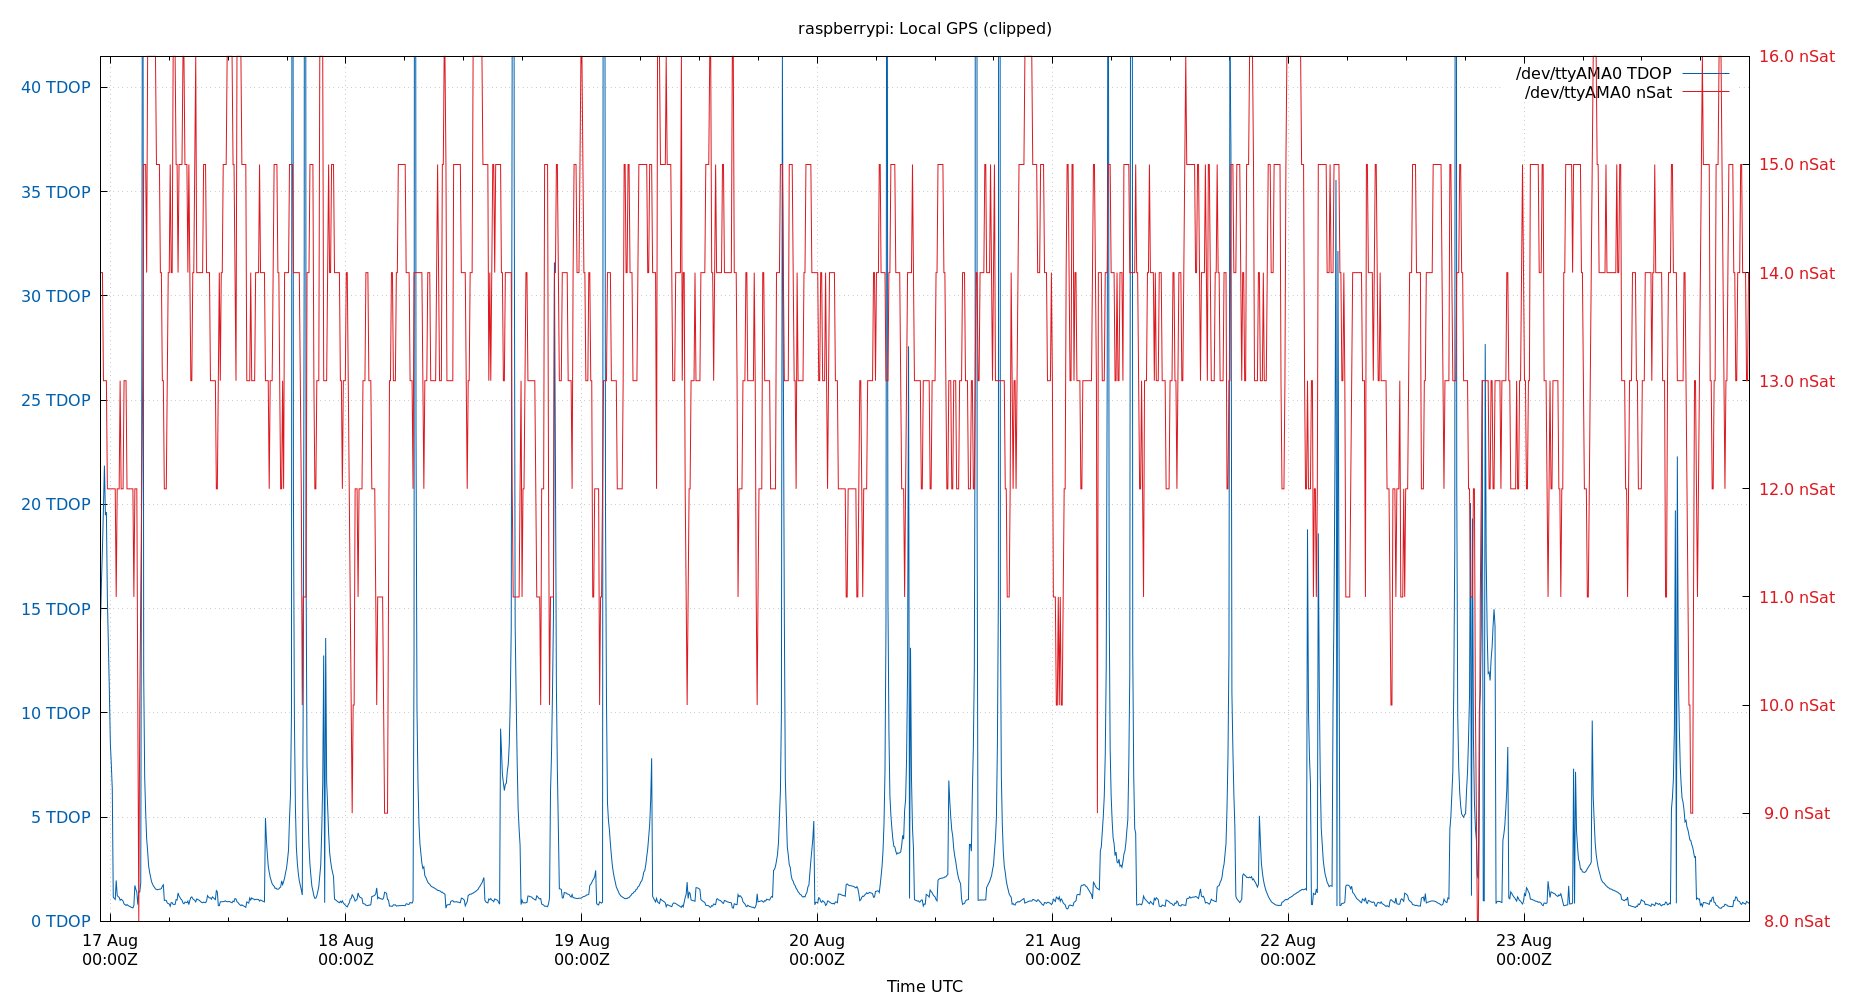 raspberrypi: Local GPS (clipped)
/dev/ttyAMA0 TDOP
/dev/ttyAMA0 nSat
40 TDOP
35 TDOP
30 TDOP
25 TDOP
20 TDOP
15 TDOP
10 TDOP
5 TDOP
0 TDOP
16.0 nSat
15.0 nSat
14.0 nSat
13.0 nSat
12.0 nSat
11.0 nSat
10.0 nSat
9.0 nSat
8.0 nSat
17 Aug
00:00Z
18 Aug
00:00Z
19 Aug
00:00Z
20 Aug
00:00Z
21 Aug
00:00Z
22 Aug
00:00Z
23 Aug
00:00Z
Time UTC